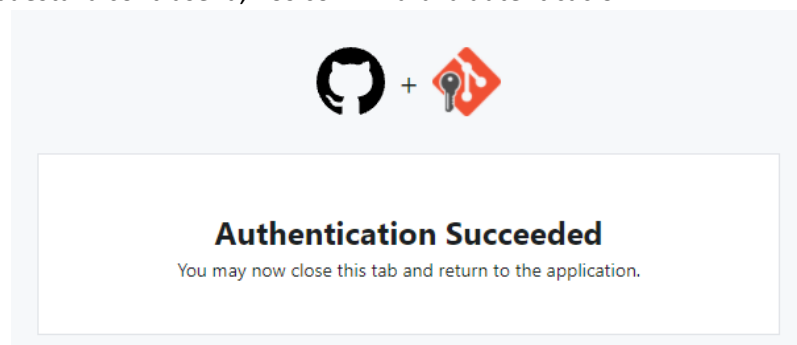 +
Authentication Succeeded
You may now close this tab and return to the application.